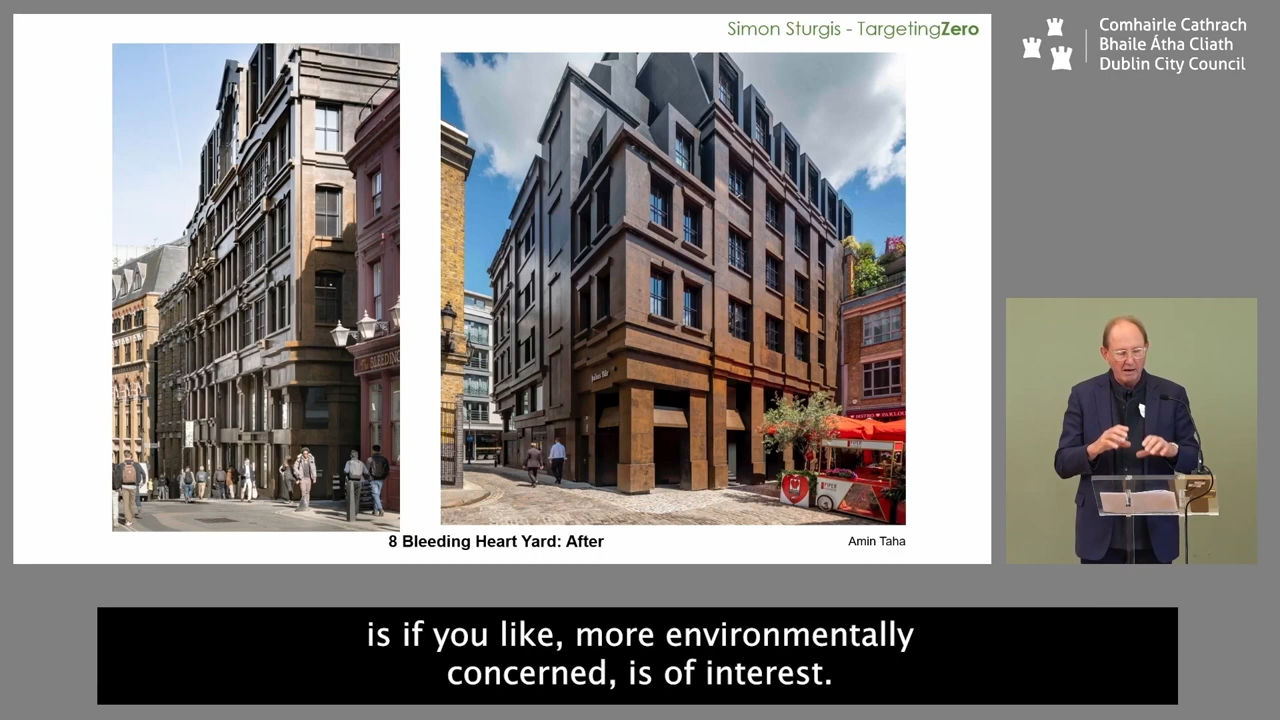 Simon Sturgis - TargetingZero
Comhairle Cathrach
Bhaile Átha Cliath
Dublin City Council
8 Bleeding Heart Yard: After
Amin Taha
is if you like, more environmentally
concerned, is of interest.